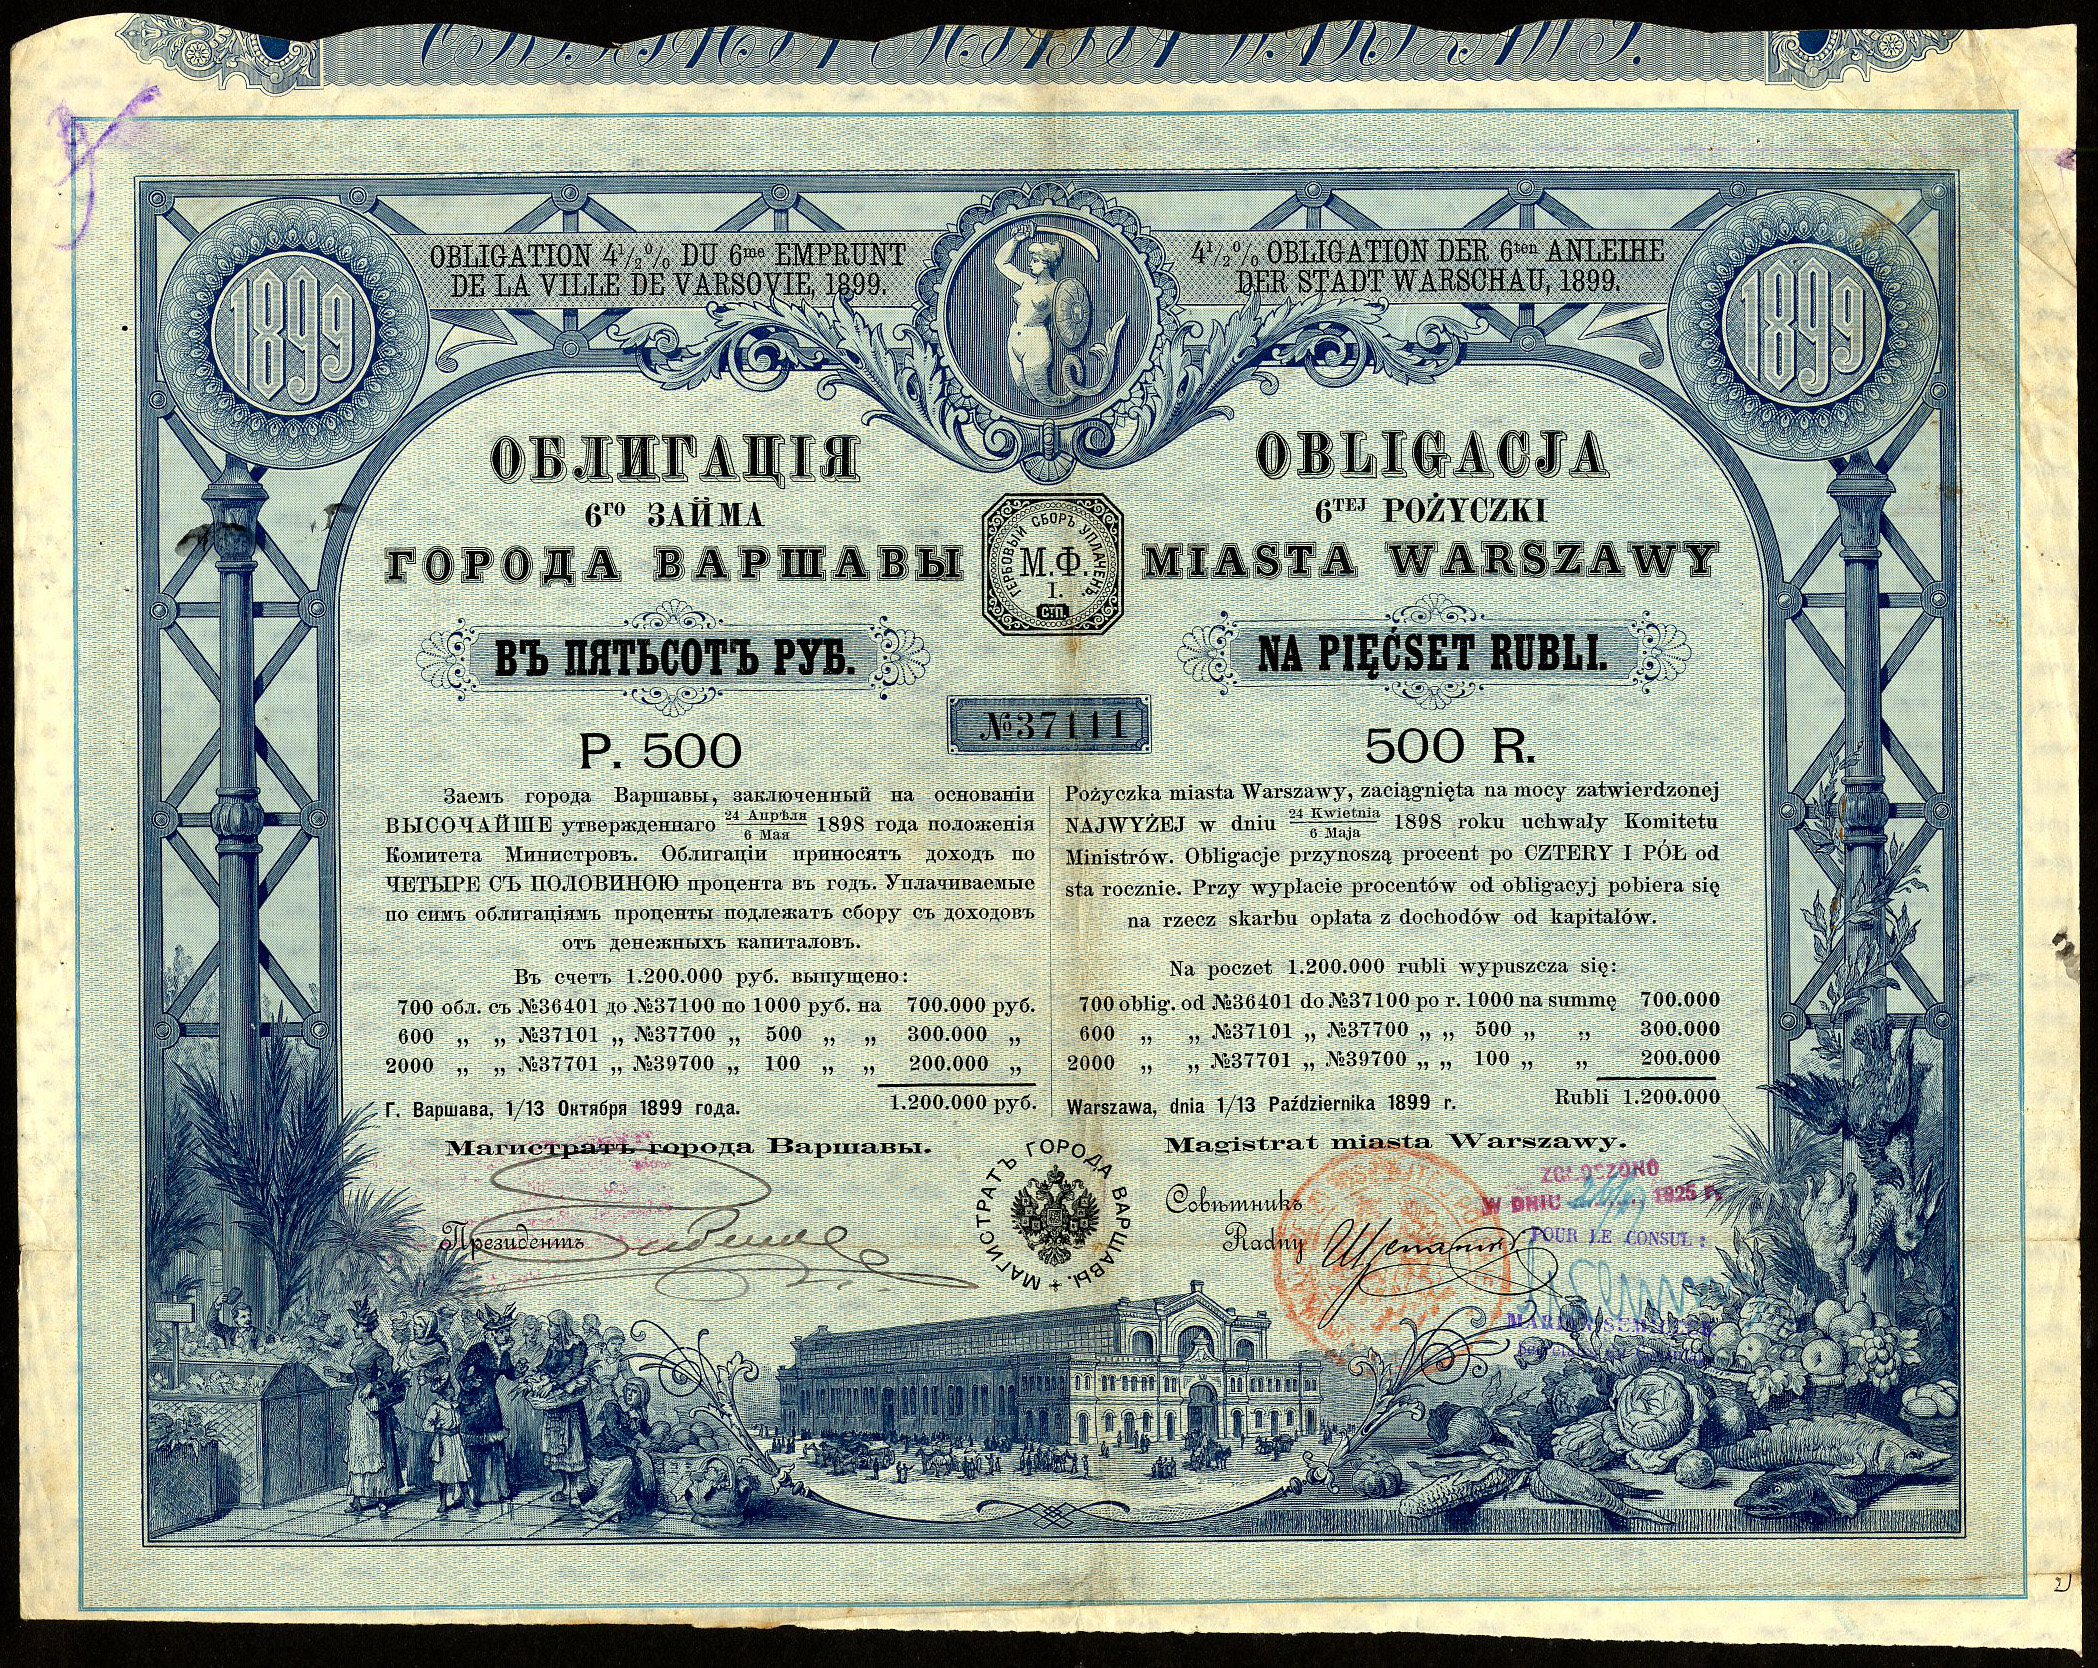 OBLIGATION 4½% DU 6me EMPRUNT
DE LA VILLE DE VARSOVIE, 1899.
4½% OBLIGATION DER 6ten ANLEIHE
DER STADT WARSCHAU, 1899.
1899
1899
ОБЛИГАЦІЯ
6ГО ЗАЙМА
ГОРОДА ВАРШАВЫ
ВЪ ПЯТЬСОТЪ РУБ.
Р. 500
OBLIGACJA
6TEJ POŻYCZKI
MIASTA WARSZAWY
NA PIĘĆSET RUBLI.
500 R.
ГЕРБОВЫЙ СБОРЪ УПЛАЧЕНЪ.
М.Ф.
1.
С.П.
№37111
Заемъ города Варшавы, заключенный на основаніи
ВЫСОЧАЙШЕ утвержденнаго 24 Апрѣля / 6 Мая 1898 года положенія
Комитета Министровъ. Облигаціи приносятъ доходъ по
ЧЕТЫРЕ СЪ ПОЛОВИНОЮ процента въ годъ. Уплачиваемые
по симъ облигаціямъ проценты подлежатъ сбору съ доходовъ
отъ денежныхъ капиталовъ.
Въ счетъ 1.200.000 руб. выпущено:
700 обл. съ №36401 до №37100 по 1000 руб. на 700.000 руб.
600 „ „ №37101 „ №37700 „ 500 „ „ 300.000 „
2000 „ „ №37701 „ №39700 „ 100 „ „ 200.000 „
1.200.000 руб.
Г. Варшава, 1/13 Октября 1899 года.
Магистратъ города Варшавы.
Президентъ
Pożyczka miasta Warszawy, zaciągnięta na mocy zatwierdzonej
NAJWYŻEJ w dniu 24 Kwietnia / 6 Maja 1898 roku uchwały Komitetu
Ministrów. Obligacje przynoszą procent po CZTERY I PÓŁ od
sta rocznie. Przy wypłacie procentów od obligacyj pobiera się
na rzecz skarbu opłata z dochodów od kapitałów.
Na poczet 1.200.000 rubli wypuszcza się:
700 oblig. od №36401 do №37100 po r. 1000 na summę 700.000
600 „ „ №37101 „ №37700 „ „ 500 „ „ 300.000
2000 „ „ №37701 „ №39700 „ „ 100 „ „ 200.000
Rubli 1.200.000
Warszawa, dnia 1/13 Października 1899 r.
Magistrat miasta Warszawy.
Совѣтникъ
Radny
МАГИСТРАТЪ ГОРОДА ВАРШАВЫ.
ZGŁOSZONO
W DNIU 1925 r.
POUR LE CONSUL: